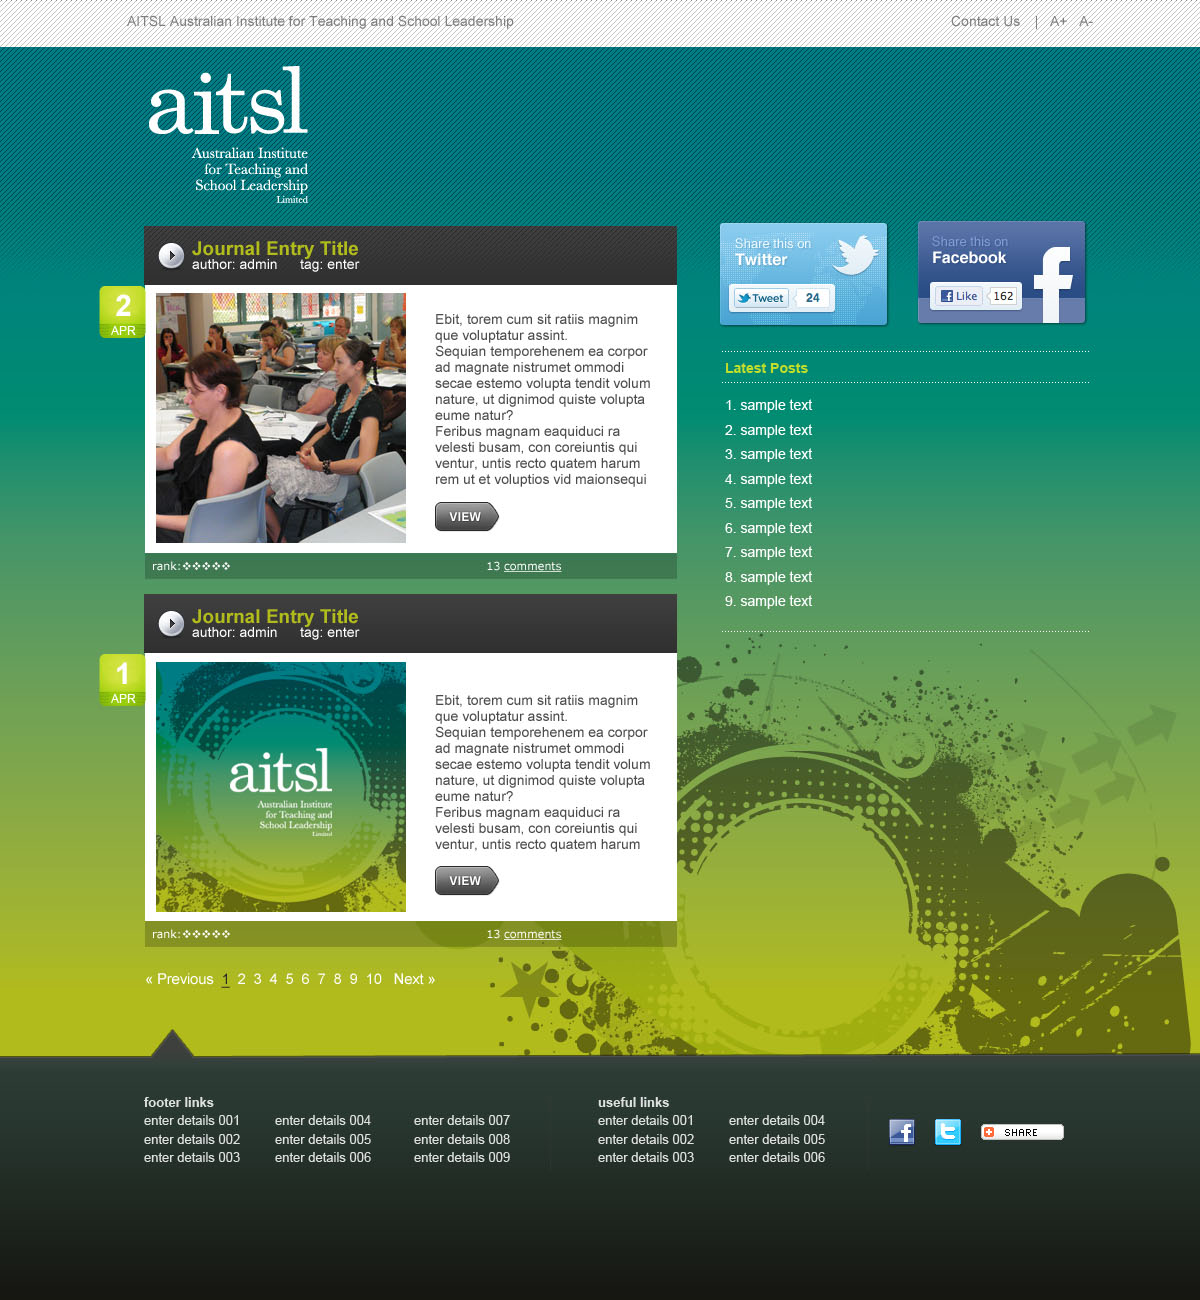 AITSL Australian Institute for Teaching and School Leadership
Contact Us | A+ A-
aitsl
Australian Institute
for Teaching and
School Leadership
Limited
Journal Entry Title
author: admin tag: enter
2
APR
Ebit, torem cum sit ratiis magnim
que voluptatur assint.
Sequian temporehenem ea corpor
ad magnate nistrumet ommodi
secae estemo volupta tendit volum
nature, ut dignimod quiste volupta
eume natur?
Feribus magnam eaquiduci ra
velesti busam, con coreiuntis qui
ventur, untis recto quatem harum
rem ut et voluptios vid maionsequi
VIEW
rank:
13 comments
Share this on
Twitter
Tweet 24
Share this on
Facebook
Like 162
Latest Posts
1. sample text
2. sample text
3. sample text
4. sample text
5. sample text
6. sample text
7. sample text
8. sample text
9. sample text
Journal Entry Title
author: admin tag: enter
1
APR
aitsl
Australian Institute
for Teaching and
School Leadership
Limited
Ebit, torem cum sit ratiis magnim
que voluptatur assint.
Sequian temporehenem ea corpor
ad magnate nistrumet ommodi
secae estemo volupta tendit volum
nature, ut dignimod quiste volupta
eume natur?
Feribus magnam eaquiduci ra
velesti busam, con coreiuntis qui
ventur, untis recto quatem harum
VIEW
rank:
13 comments
« Previous 1 2 3 4 5 6 7 8 9 10 Next »
footer links
enter details 001 enter details 004 enter details 007
enter details 002 enter details 005 enter details 008
enter details 003 enter details 006 enter details 009
useful links
enter details 001 enter details 004
enter details 002 enter details 005
enter details 003 enter details 006
SHARE